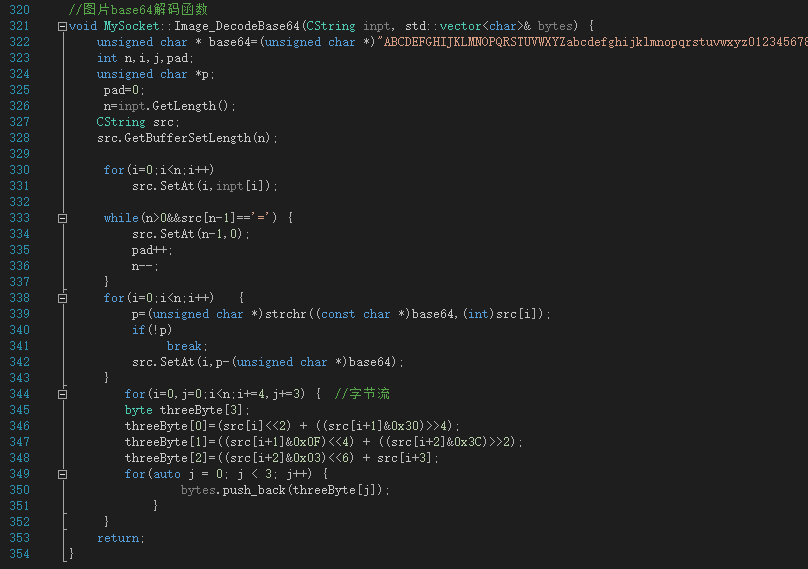 320 //图片base64解码函数
321 void MySocket::Image_DecodeBase64(CString inpt, std::vector<char>& bytes) {
322 unsigned char * base64=(unsigned char *)"ABCDEFGHIJKLMNOPQRSTUVWXYZabcdefghijklmnopqrstuvwxyz012345678
323 int n,i,j,pad;
324 unsigned char *p;
325 pad=0;
326 n=inpt.GetLength();
327 CString src;
328 src.GetBufferSetLength(n);
329
330 for(i=0;i<n;i++)
331 src.SetAt(i,inpt[i]);
332
333 while(n>0&&src[n-1]=='=') {
334 src.SetAt(n-1,0);
335 pad++;
336 n--;
337 }
338 for(i=0;i<n;i++) {
339 p=(unsigned char *)strchr((const char *)base64,(int)src[i]);
340 if(!p)
341 break;
342 src.SetAt(i,p-(unsigned char *)base64);
343 }
344 for(i=0,j=0;i<n;i+=4,j+=3) { //字节流
345 byte threeByte[3];
346 threeByte[0]=(src[i]<<2) + ((src[i+1]&0x30)>>4);
347 threeByte[1]=((src[i+1]&0x0F)<<4) + ((src[i+2]&0x3C)>>2);
348 threeByte[2]=((src[i+2]&0x03)<<6) + src[i+3];
349 for(auto j = 0; j < 3; j++) {
350 bytes.push_back(threeByte[j]);
351 }
352 }
353 return;
354 }